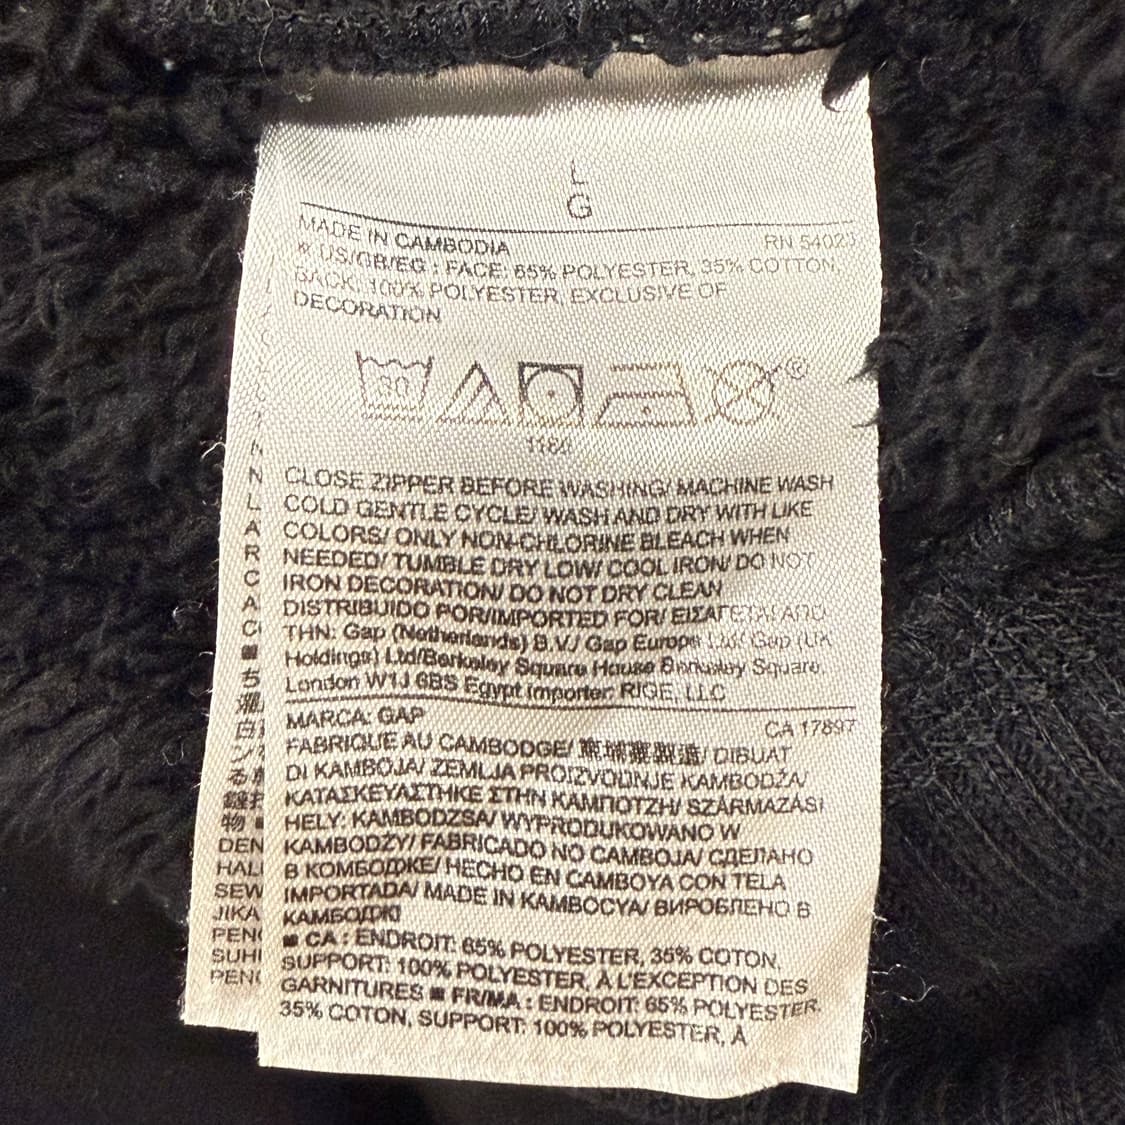 L
G
MADE IN CAMBODIA RN 54023
US/GB/EG : FACE: 65% POLYESTER, 35% COTTON,
BACK: 100% POLYESTER, EXCLUSIVE OF
DECORATION
30
®
1180
CLOSE ZIPPER BEFORE WASHING/ MACHINE WASH
COLD GENTLE CYCLE/ WASH AND DRY WITH LIKE
COLORS/ ONLY NON-CHLORINE BLEACH WHEN
NEEDED/ TUMBLE DRY LOW/ COOL IRON/ DO NOT
IRON DECORATION/ DO NOT DRY CLEAN
DISTRIBUIDO POR/IMPORTED FOR/ ΕΙΣΑΓΕΤΑΙ ΑΠΟ
ΤΗΝ: Gap (Netherlands) B.V./ Gap Europe Ltd/ Gap (UK
Holdings) Ltd/Berkeley Square House Berkeley Square,
London W1J 6BS Egypt importer: RIGE, LLC
MARCA: GAP CA 17897
FABRIQUE AU CAMBODGE/ 柬埔寨製造/ DIBUAT
DI KAMBOJA/ ZEMLJA PROIZVODNJE KAMBODŽA/
ΚΑΤΑΣΚΕΥΑΣΤΗΚΕ ΣΤΗΝ ΚΑΜΠΟΤΖΗ/ SZÁRMAZÁSI
HELY: KAMBODZSA/ WYPRODUKOWANO W
KAMBODŻY/ FABRICADO NO CAMBOJA/ СДЕЛАНО
В КОМБОДЖЕ/ HECHO EN CAMBOYA CON TELA
IMPORTADA/ MADE IN KAMBOCYA/ ВИРОБЛЕНО В
КАМБОДЖІ
■ CA : ENDROIT: 65% POLYESTER, 35% COTON,
SUPPORT: 100% POLYESTER, À L'EXCEPTION DES
GARNITURES ■ FR/MA : ENDROIT: 65% POLYESTER,
35% COTON, SUPPORT: 100% POLYESTER, À